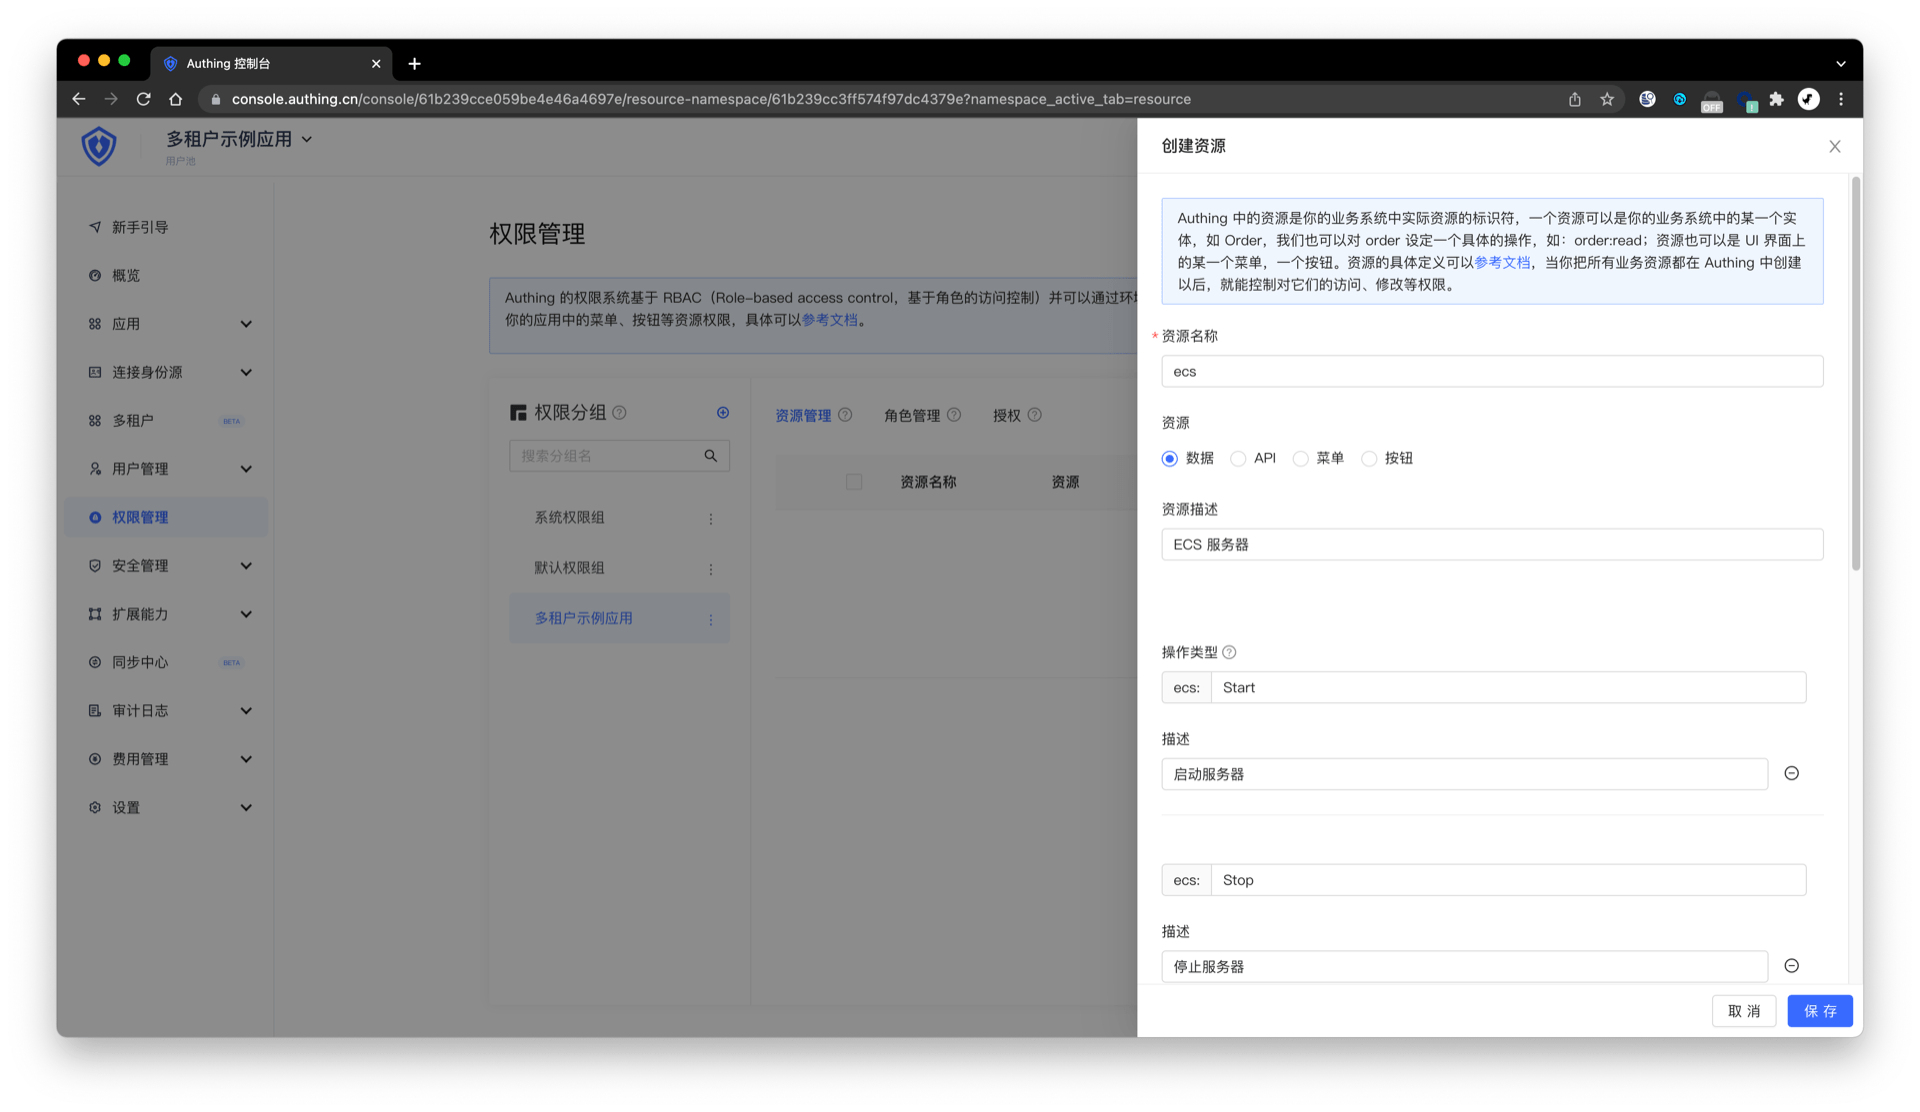 Authing 控制台
console.authing.cn/console/61b239cce059be4e46a4697e/resource-namespace/61b239cc3ff574f97dc4379e?namespace_active_tab=resource
OFF
多租户示例应用
用户池
新手引导
概览
应用
连接身份源
多租户 BETA
用户管理
权限管理
安全管理
扩展能力
同步中心 BETA
审计日志
费用管理
设置
权限管理
Authing 的权限系统基于 RBAC（Role-based access control，基于角色的访问控制）并可以通过环
你的应用中的菜单、按钮等资源权限，具体可以参考文档。
权限分组
搜索分组名
系统权限组
默认权限组
多租户示例应用
资源管理 角色管理 授权
资源名称 资源
创建资源
Authing 中的资源是你的业务系统中实际资源的标识符，一个资源可以是你的业务系统中的某一个实
体，如 Order，我们也可以对 order 设定一个具体的操作，如：order:read；资源也可以是 UI 界面上
的某一个菜单，一个按钮。资源的具体定义可以参考文档，当你把所有业务资源都在 Authing 中创建
以后，就能控制对它们的访问、修改等权限。
* 资源名称
ecs
资源
数据 API 菜单 按钮
资源描述
ECS 服务器
操作类型
ecs: Start
描述
启动服务器
ecs: Stop
描述
停止服务器
取 消 保 存